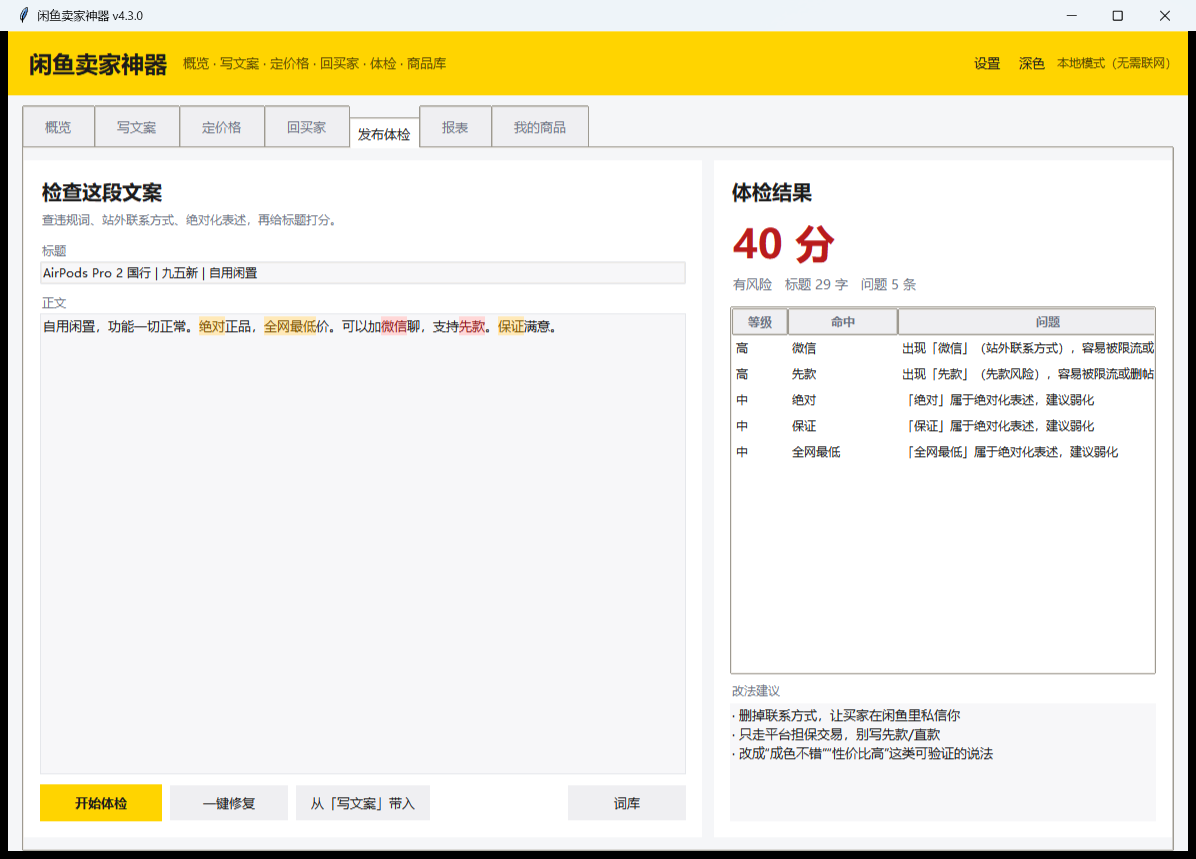 闲鱼卖家神器 v4.3.0
闲鱼卖家神器 概览 · 写文案 · 定价格 · 回买家 · 体检 · 商品库 设置 深色 本地模式（无需联网）
概览 写文案 定价格 回买家 发布体检 报表 我的商品
检查这段文案
查违规词、站外联系方式、绝对化表述，再给标题打分。
标题
AirPods Pro 2 国行 | 九五新 | 自用闲置
正文
自用闲置，功能一切正常。绝对正品，全网最低价。可以加微信聊，支持先款。保证满意。
开始体检 一键修复 从「写文案」带入 词库
体检结果
40 分
有风险 标题 29 字 问题 5 条
等级 命中 问题
高 微信 出现「微信」（站外联系方式），容易被限流或
高 先款 出现「先款」（先款风险），容易被限流或删帖
中 绝对 「绝对」属于绝对化表述，建议弱化
中 保证 「保证」属于绝对化表述，建议弱化
中 全网最低 「全网最低」属于绝对化表述，建议弱化
改法建议
· 删掉联系方式，让买家在闲鱼里私信你
· 只走平台担保交易，别写先款/直款
· 改成“成色不错”“性价比高”这类可验证的说法